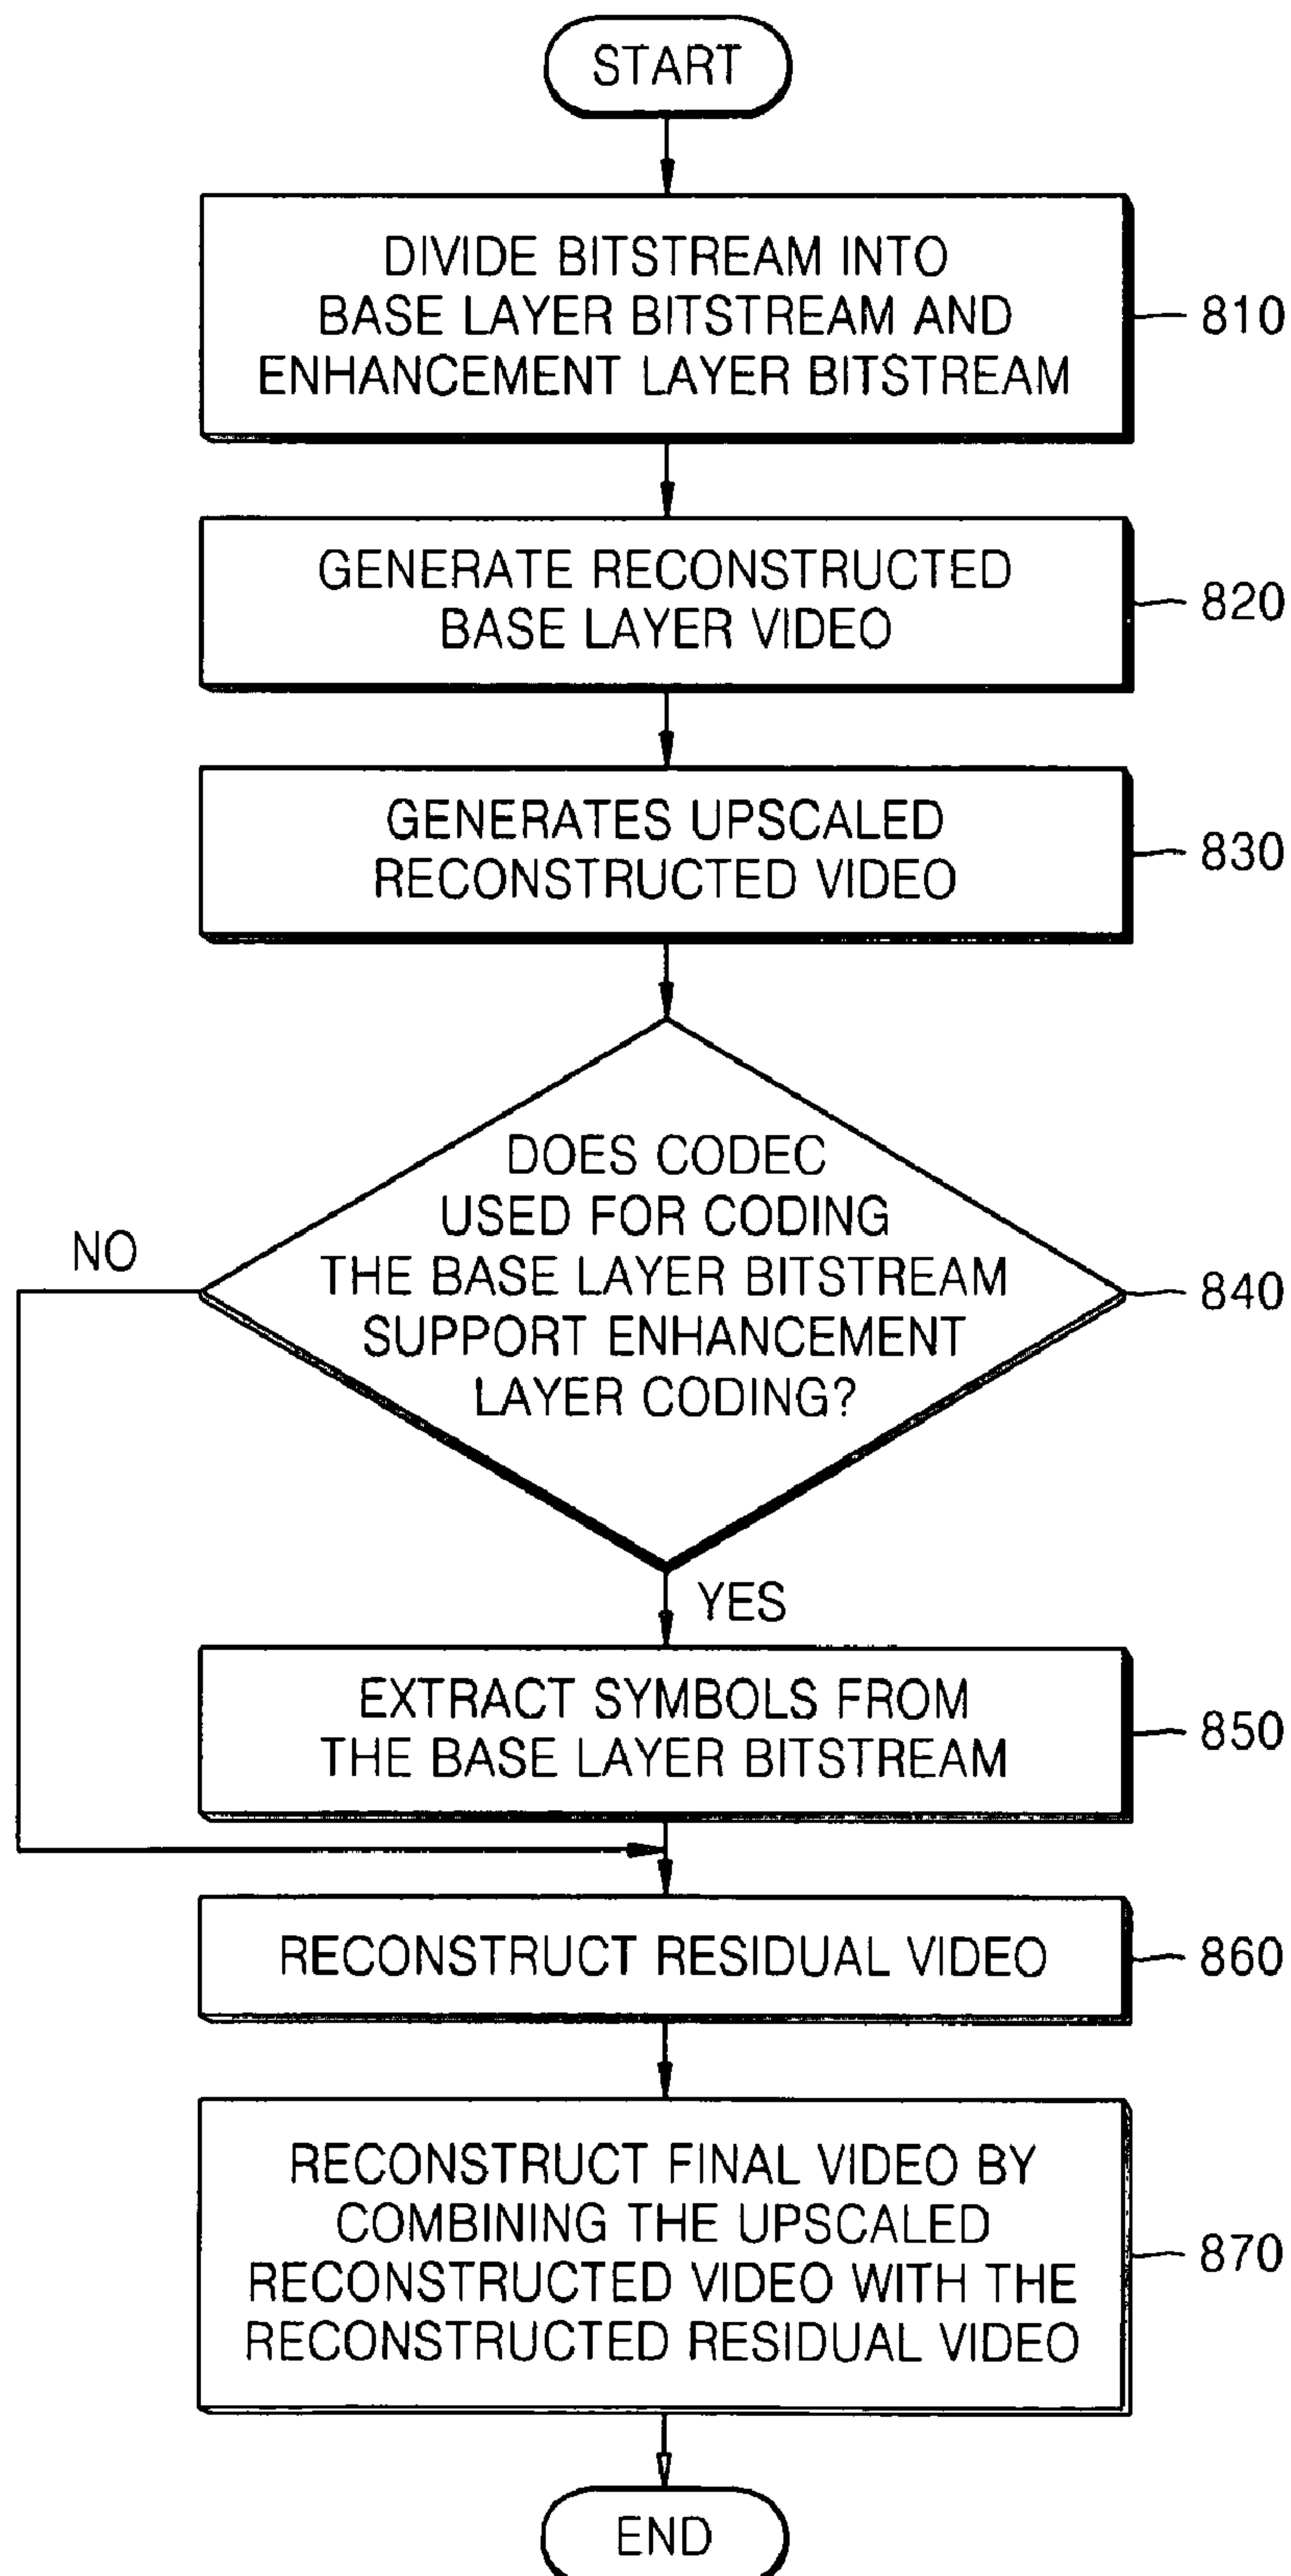 START
DIVIDE BITSTREAM INTO
BASE LAYER BITSTREAM AND
ENHANCEMENT LAYER BITSTREAM
810
GENERATE RECONSTRUCTED
BASE LAYER VIDEO
820
GENERATES UPSCALED
RECONSTRUCTED VIDEO
830
DOES CODEC
USED FOR CODING
THE BASE LAYER BITSTREAM
SUPPORT ENHANCEMENT
LAYER CODING?
840
NO
YES
EXTRACT SYMBOLS FROM
THE BASE LAYER BITSTREAM
850
RECONSTRUCT RESIDUAL VIDEO
860
RECONSTRUCT FINAL VIDEO BY
COMBINING THE UPSCALED
RECONSTRUCTED VIDEO WITH THE
RECONSTRUCTED RESIDUAL VIDEO
870
END